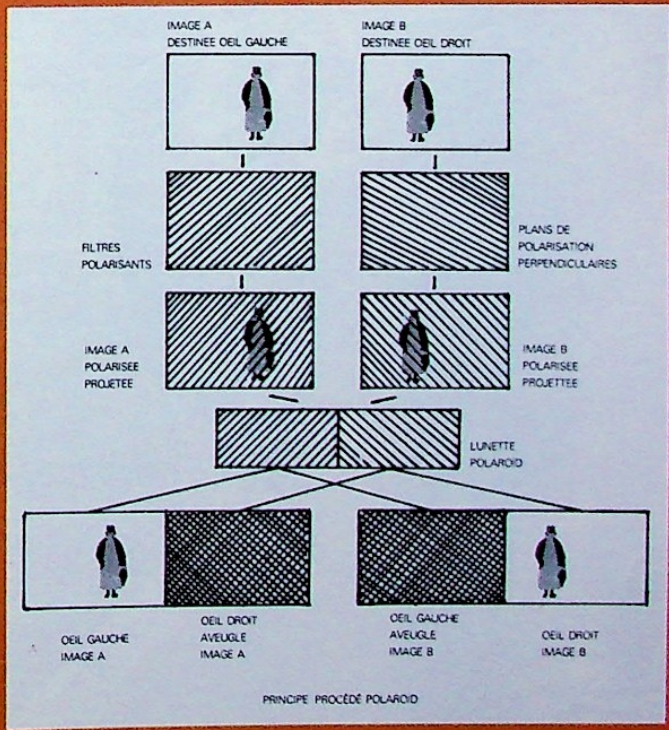 IMAGE A
DESTINEE OEIL GAUCHE
IMAGE B
DESTINEE OEIL DROIT
FILTRES
POLARISANTS
PLANS DE
POLARISATION
PERPENDICULAIRES
IMAGE A
POLARISEE
PROJETEE
IMAGE B
POLARISEE
PROJETTEE
LUNETTE
POLAROID
OEIL GAUCHE
IMAGE A
OEIL DROIT
AVEUGLE
IMAGE A
OEIL GAUCHE
AVEUGLE
IMAGE B
OEIL DROIT
IMAGE B
PRINCIPE PROCÉDÉ POLAROID